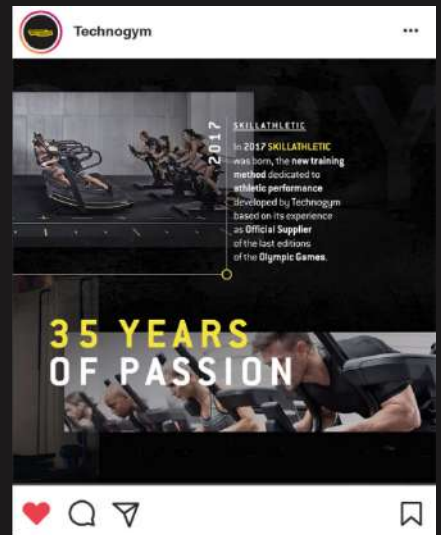 Technogym
2017
SKILLATHLETIC
In 2017 SKILLATHLETIC
was born, the new training
method dedicated to
athletic performance
developed by Technogym
based on its experience
as Official Supplier
of the last editions
of the Olympic Games.
35 YEARS
OF PASSION